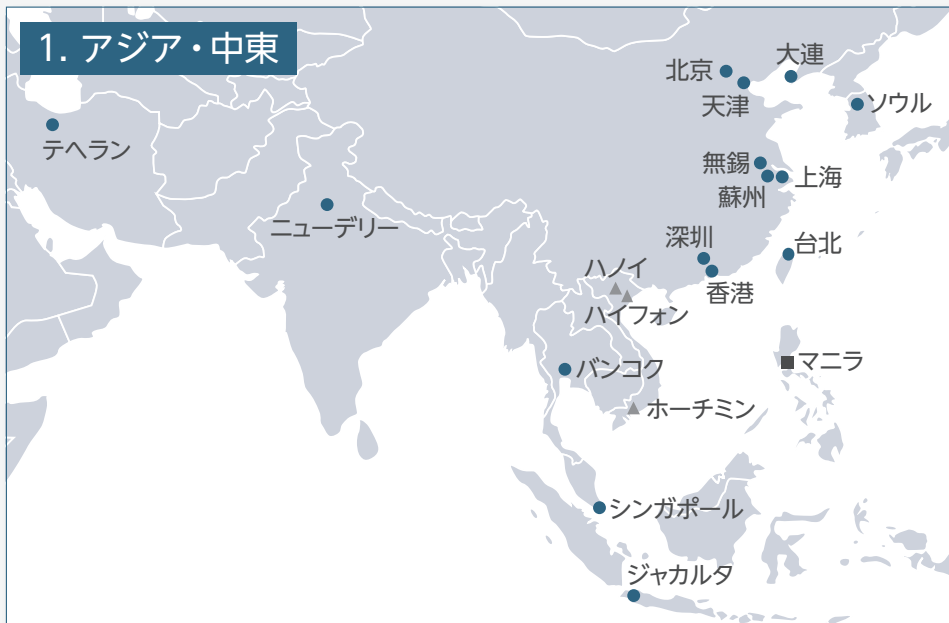 1. アジア・中東
大連
北京
天津
ソウル
テヘラン
無錫
上海
蘇州
ニューデリー
深圳
台北
ハノイ
香港
ハイフォン
マニラ
バンコク
ホーチミン
シンガポール
ジャカルタ